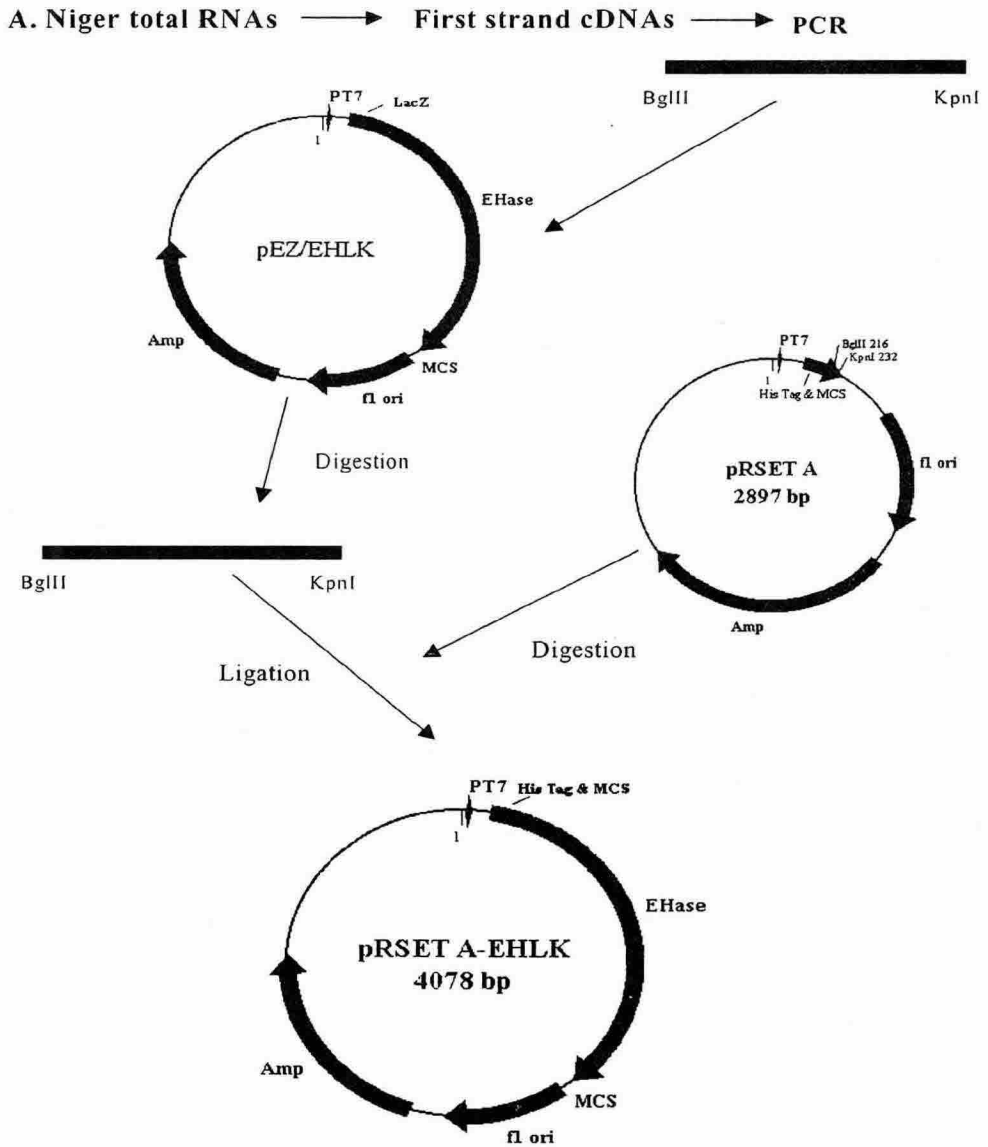 A. Niger total RNAs First strand cDNAs PCR
BglII KpnI
PT7
LacZ
1
EHase
pEZ/EHLK
Amp
MCS
f1 ori
Digestion
PT7
BglII 216
KpnI 232
1
His Tag & MCS
pRSET A
2897 bp
f1 ori
Amp
BglII KpnI
Ligation
Digestion
PT7 His Tag & MCS
1
EHase
pRSET A-EHLK
4078 bp
Amp
MCS
f1 ori